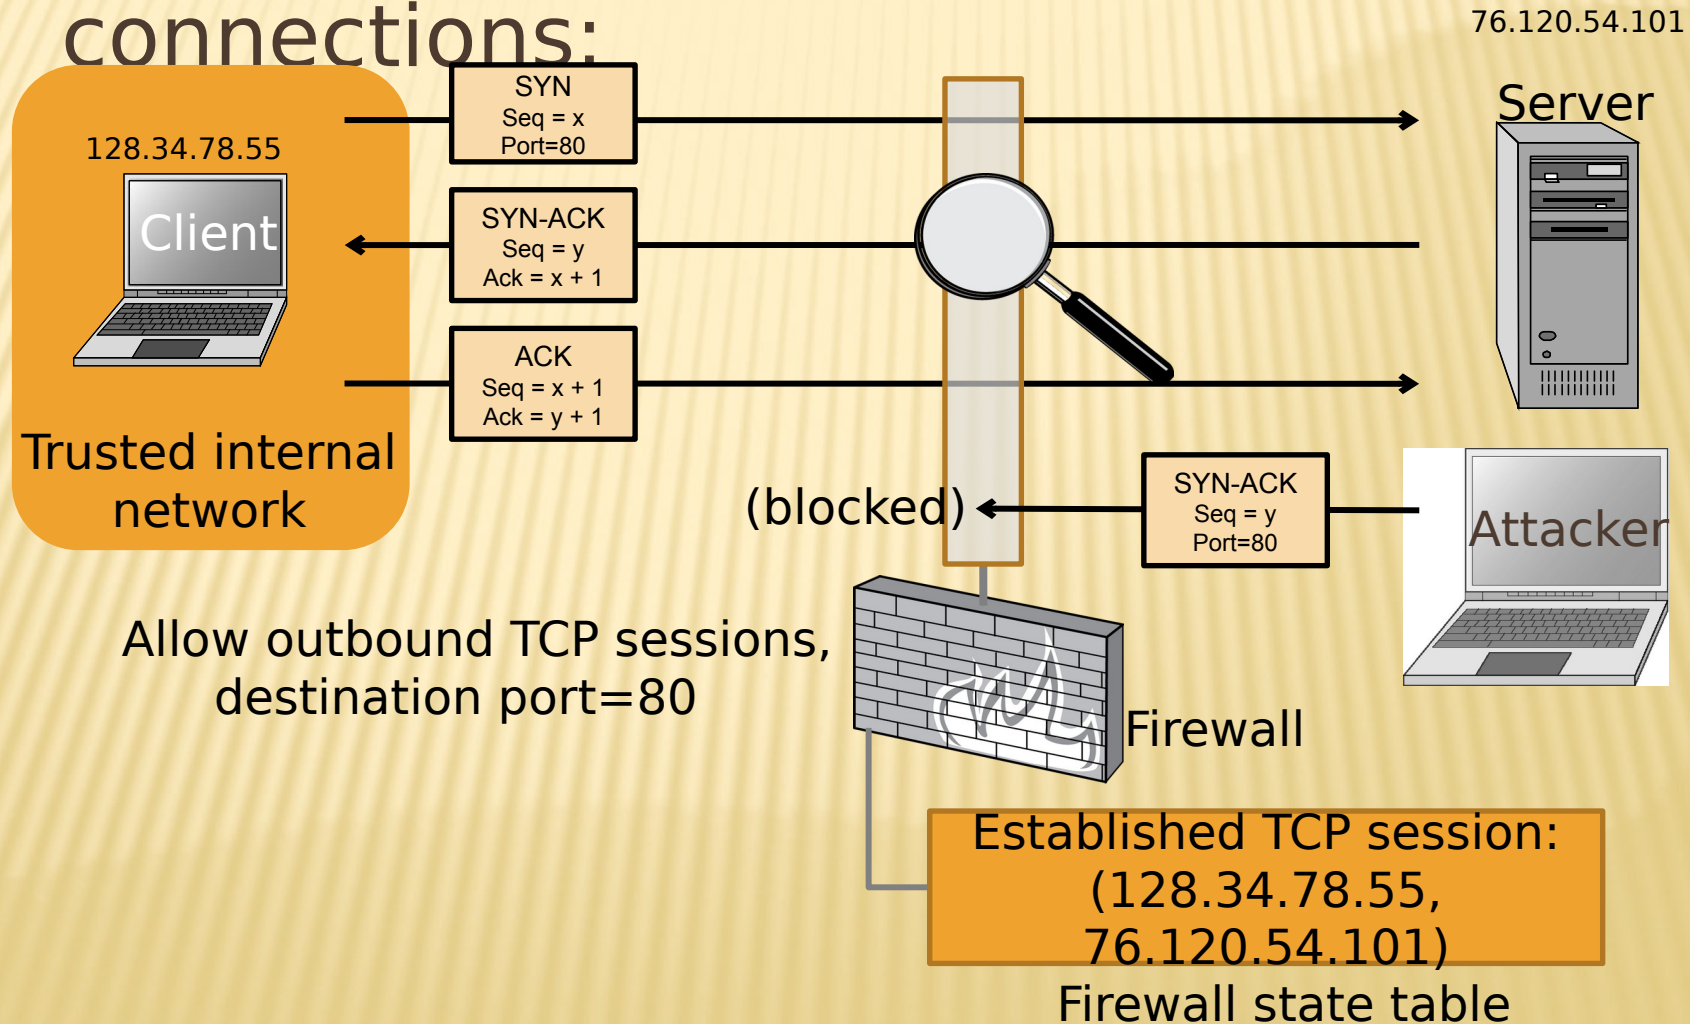 connections:
76.120.54.101
Server
128.34.78.55
Client
SYN
Seq = x
Port=80
SYN-ACK
Seq = y
Ack = x + 1
ACK
Seq = x + 1
Ack = y + 1
Trusted internal
network
(blocked)
SYN-ACK
Seq = y
Port=80
Attacker
Allow outbound TCP sessions,
destination port=80
Firewall
Established TCP session:
(128.34.78.55,
76.120.54.101)
Firewall state table